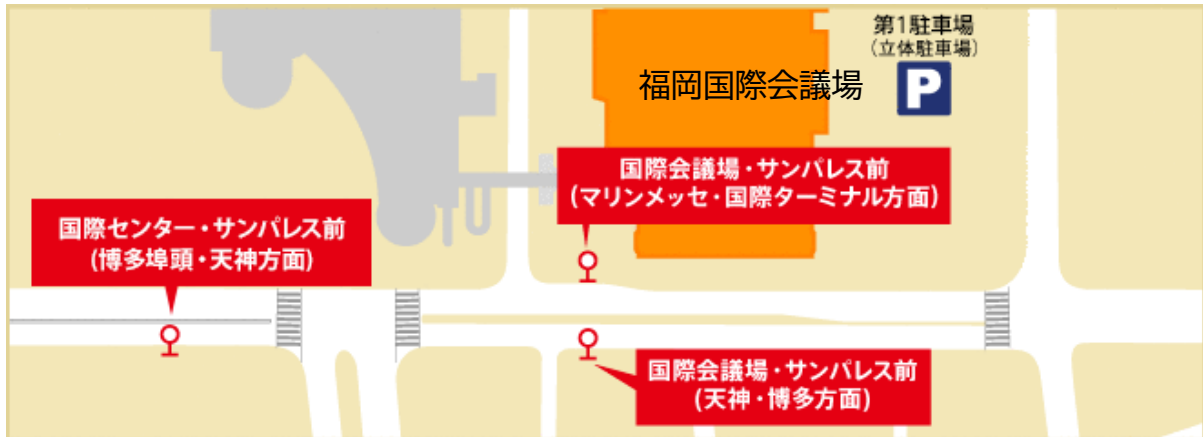 第1駐車場
(立体駐車場)
P
福岡国際会議場
国際会議場・サンパレス前
(マリンメッセ・国際ターミナル方面)
国際センター・サンパレス前
(博多埠頭・天神方面)
国際会議場・サンパレス前
(天神・博多方面)